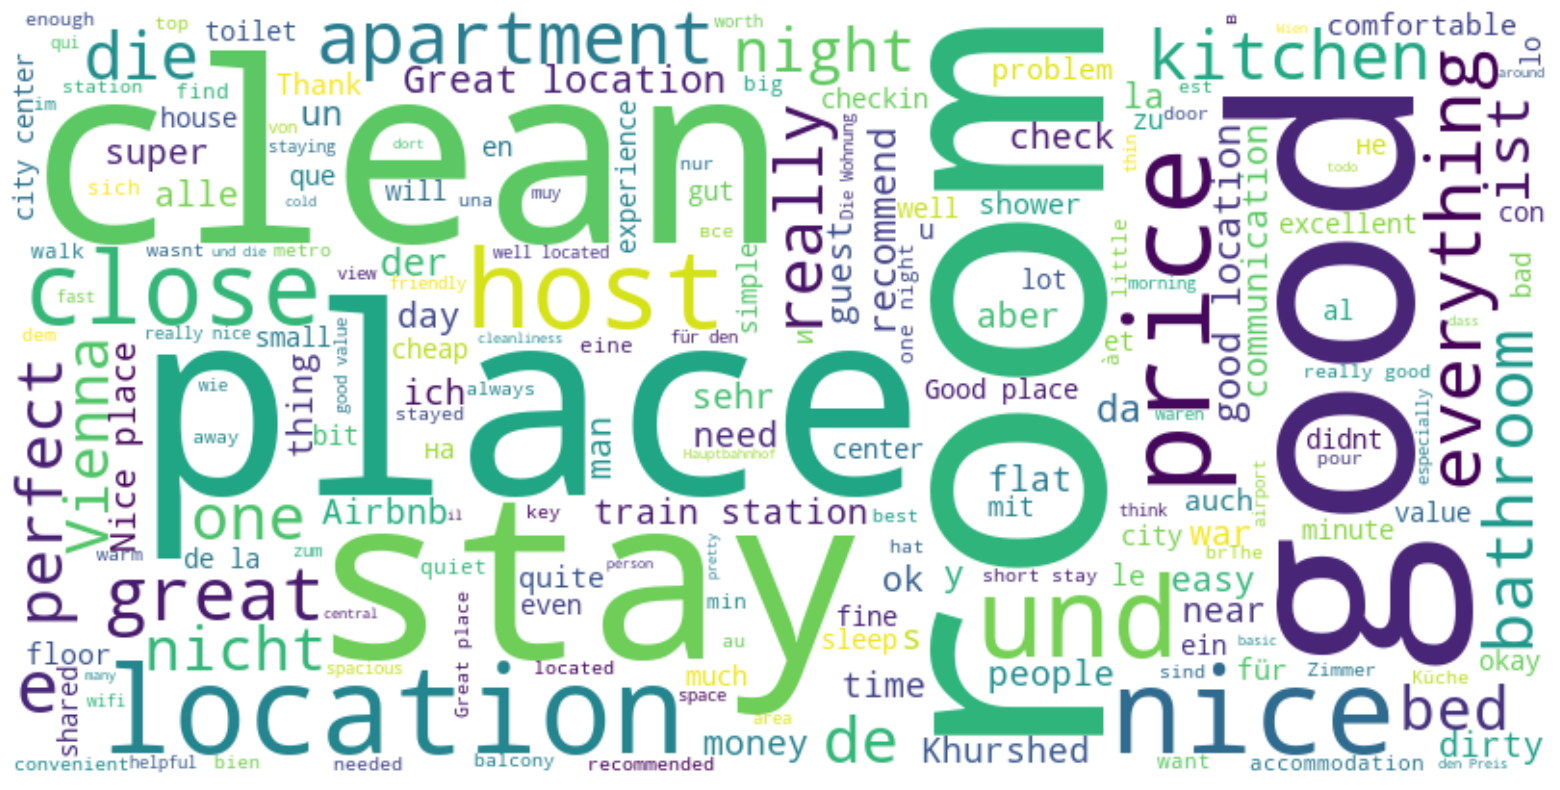 enough
qui
top
toilet
apartment
worth
night
problem
kitchen
Wien
в
comfortable
lo
die
station
find
im
Thank
Great location
big
checkin
la
est
around
city center
house
un
von
staying
dort
experience
really
Die Wohnung
recommend
room
check
zu
door
thin
price
good
не
todo
everything
cist
clean
super
sich
alle
que
cold
en
will
una
muy
nur
gut
все
well
u
shower
good location
communication
excellent
con
walk
wasnt
und die
metro
view
der
friendly
well located
host
simple
guest
one night
lot
little
morning
bad
close
fast
day
и
aber
et
à
al
dass
dem
really nice
small
good value
cheap
cleanliness
eine
für den
place
perfect
Vienna
Nice place
wie
away
thing
bit
ich
always
stayed
на
man
sehr
need
Hauptbahnhof
center
Good place
da
waren
really good
didnt
pour
especially
bathroom
flat
mit
one
Airbnb
il
key
train station
best
think
auch
city
war
airport
minute
value
warm
de la
zum
quiet
quite
even
person
pretty
hat
ok
y
short stay
le
easy
brThe
great
central
stay
min
au
fine
sleep
s
und
near
ein
basic
nicht
floor
many
shared
e
wifi
spacious
Great place
located
much
space
area
time
people
sind
für
Zimmer
Küche
okay
location
money
de
Khurshed
nice
bed
dirty
convenient
helpful
bien
needed
balcony
recommended
want
accommodation
den Preis